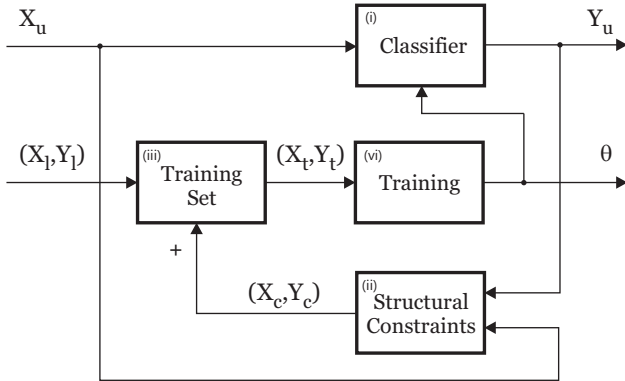 X_u
(i)
Classifier
Y_u
(X_l,Y_l)
(iii)
Training
Set
(X_t,Y_t)
(vi)
Training
θ
+
(X_c,Y_c)
(ii)
Structural
Constraints